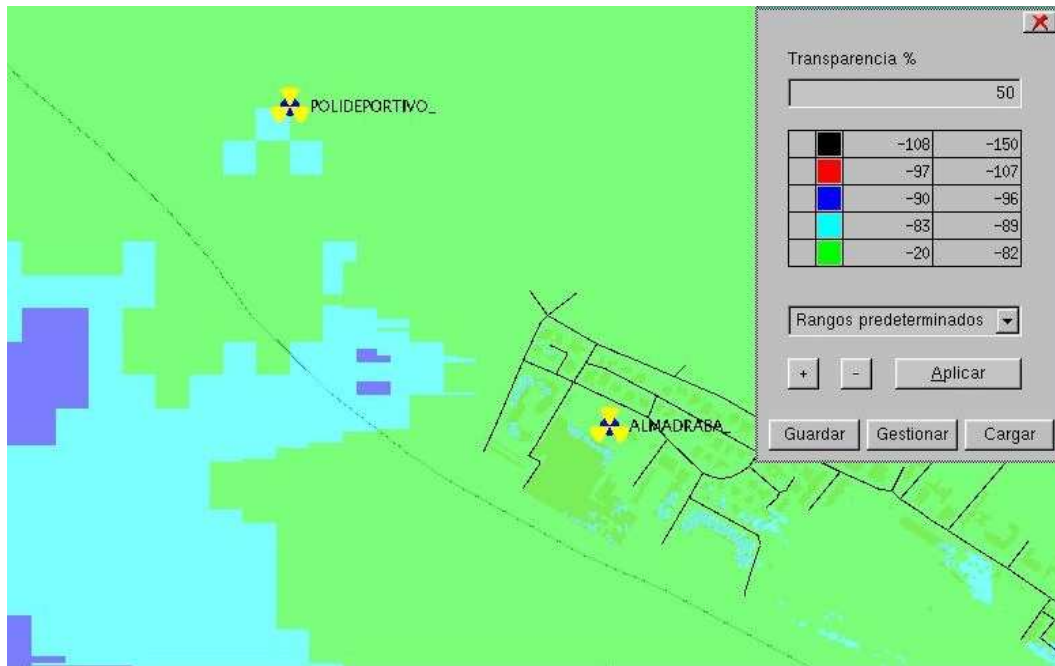 POLIDEPORTIVO_
ALMADRABA_
Transparencia %
50
-108 -150
-97 -107
-90 -96
-83 -89
-20 -82
Rangos predeterminados
+ - Aplicar
Guardar Gestionar Cargar